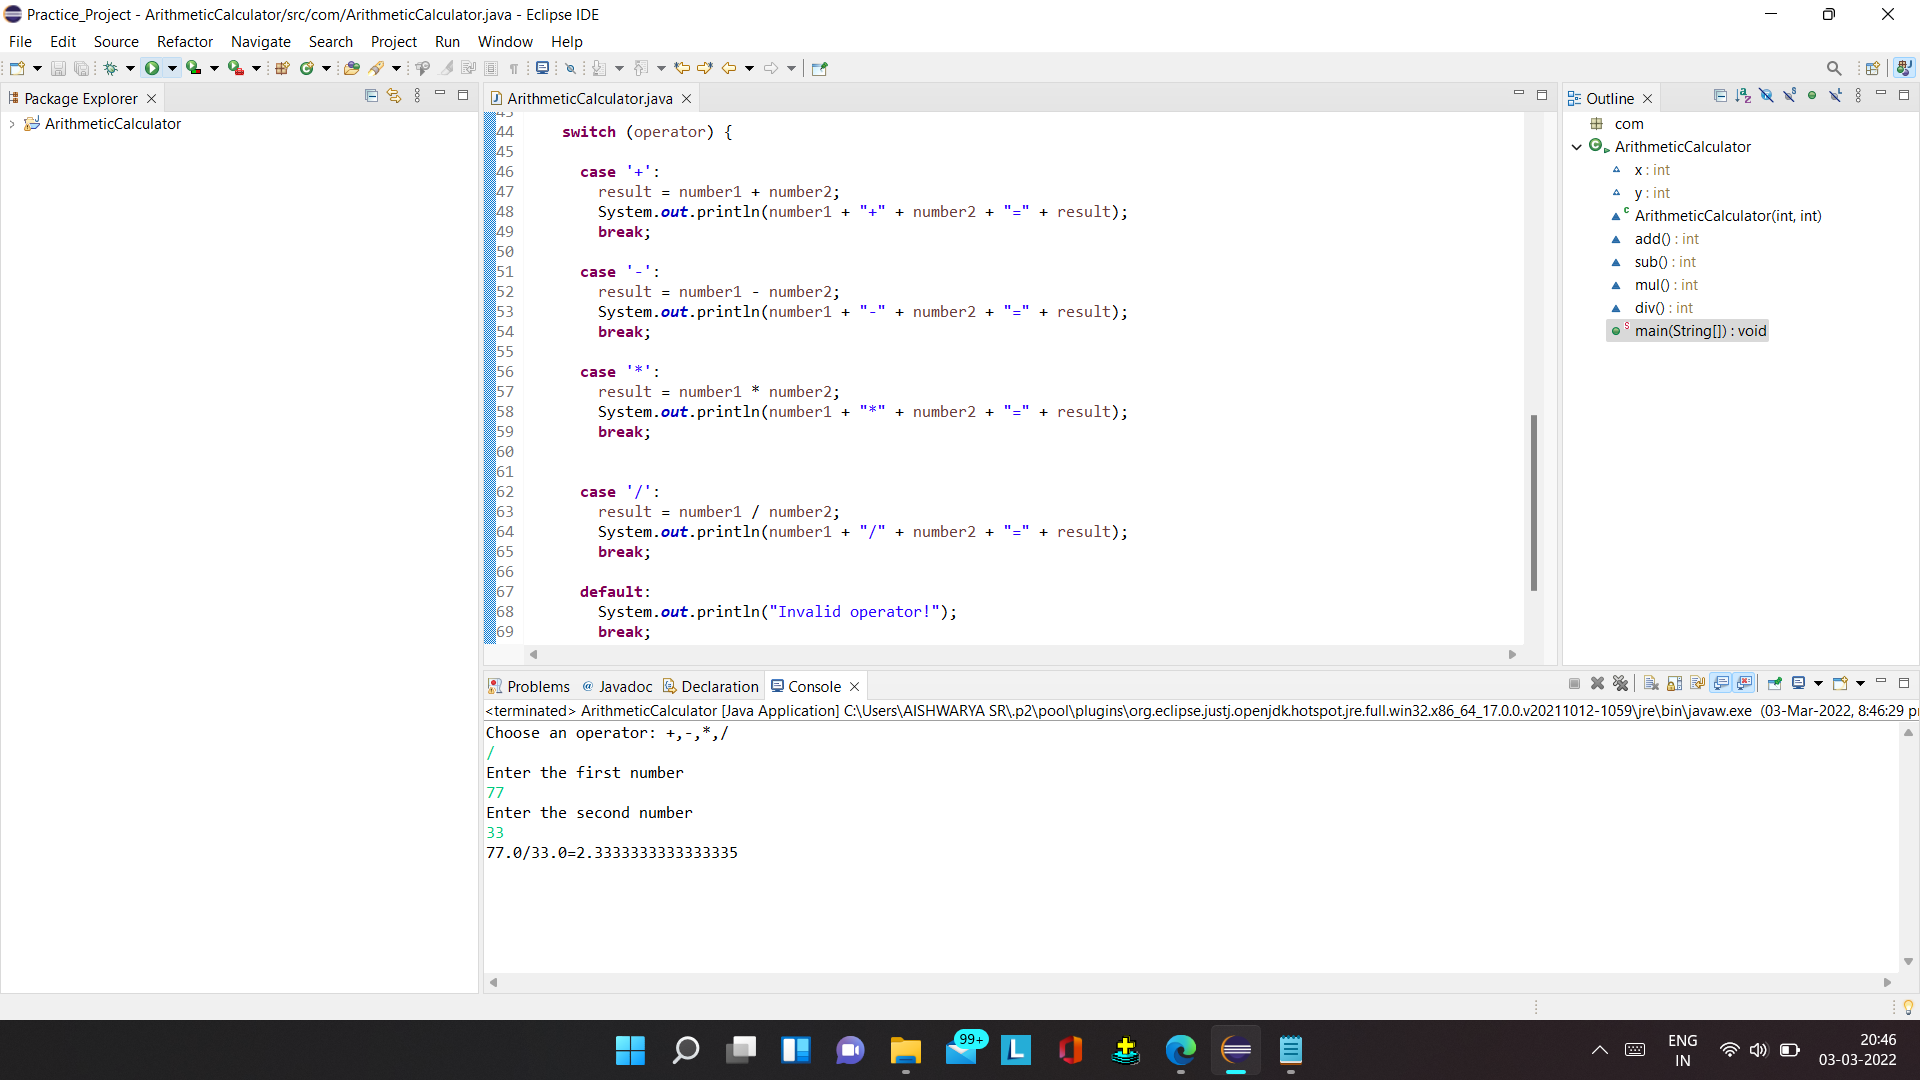 Practice_Project - ArithmeticCalculator/src/com/ArithmeticCalculator.java - Eclipse IDE
File Edit Source Refactor Navigate Search Project Run Window Help
Package Explorer
ArithmeticCalculator
ArithmeticCalculator.java
44 switch (operator) {
45
46 case '+':
47 result = number1 + number2;
48 System.out.println(number1 + "+" + number2 + "=" + result);
49 break;
50
51 case '-':
52 result = number1 - number2;
53 System.out.println(number1 + "-" + number2 + "=" + result);
54 break;
55
56 case '*':
57 result = number1 * number2;
58 System.out.println(number1 + "*" + number2 + "=" + result);
59 break;
60
61
62 case '/':
63 result = number1 / number2;
64 System.out.println(number1 + "/" + number2 + "=" + result);
65 break;
66
67 default:
68 System.out.println("Invalid operator!");
69 break;
Outline
com
ArithmeticCalculator
x : int
y : int
ArithmeticCalculator(int, int)
add() : int
sub() : int
mul() : int
div() : int
main(String[]) : void
Problems Javadoc Declaration Console
<terminated> ArithmeticCalculator [Java Application] C:\Users\AISHWARYA SR\.p2\pool\plugins\org.eclipse.justj.openjdk.hotspot.jre.full.win32.x86_64_17.0.0.v20211012-1059\jre\bin\javaw.exe (03-Mar-2022, 8:46:29 p
Choose an operator: +,-,*,/
/
Enter the first number
77
Enter the second number
33
77.0/33.0=2.3333333333333335
99+
ENG
IN
20:46
03-03-2022